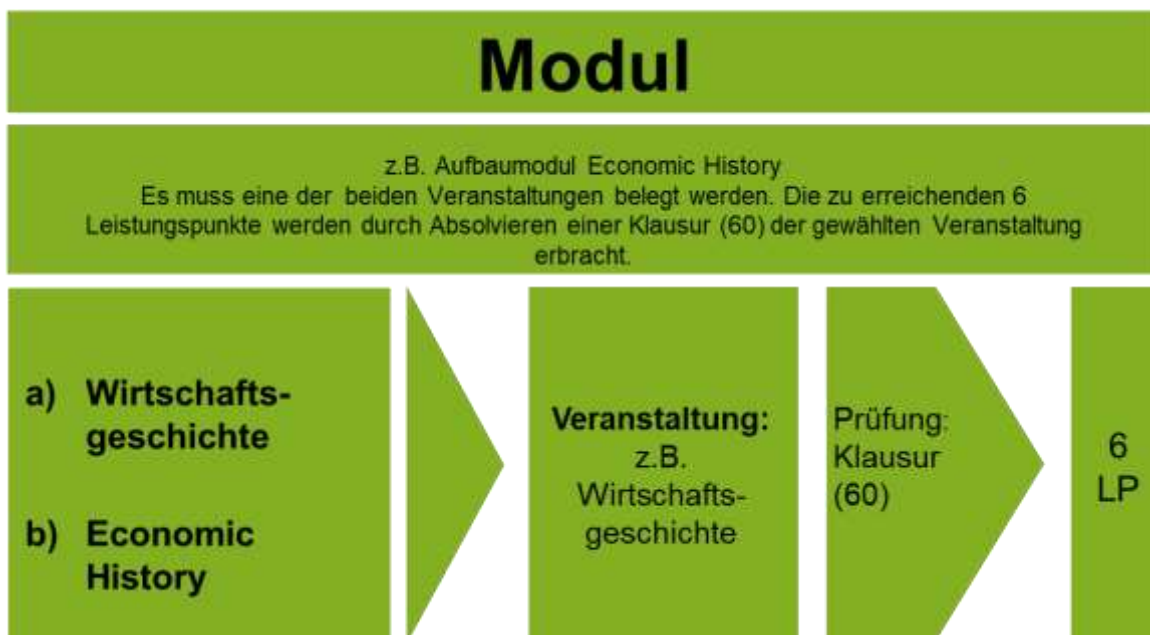 Modul
z.B. Aufbaumodul Economic History
Es muss eine der beiden Veranstaltungen belegt werden. Die zu erreichenden 6
Leistungspunkte werden durch Absolvieren einer Klausur (60) der gewählten Veranstaltung
erbracht.
a) Wirtschafts-
geschichte
b) Economic
History
Veranstaltung:
z.B.
Wirtschafts-
geschichte
Prüfung:
Klausur
(60)
6
LP